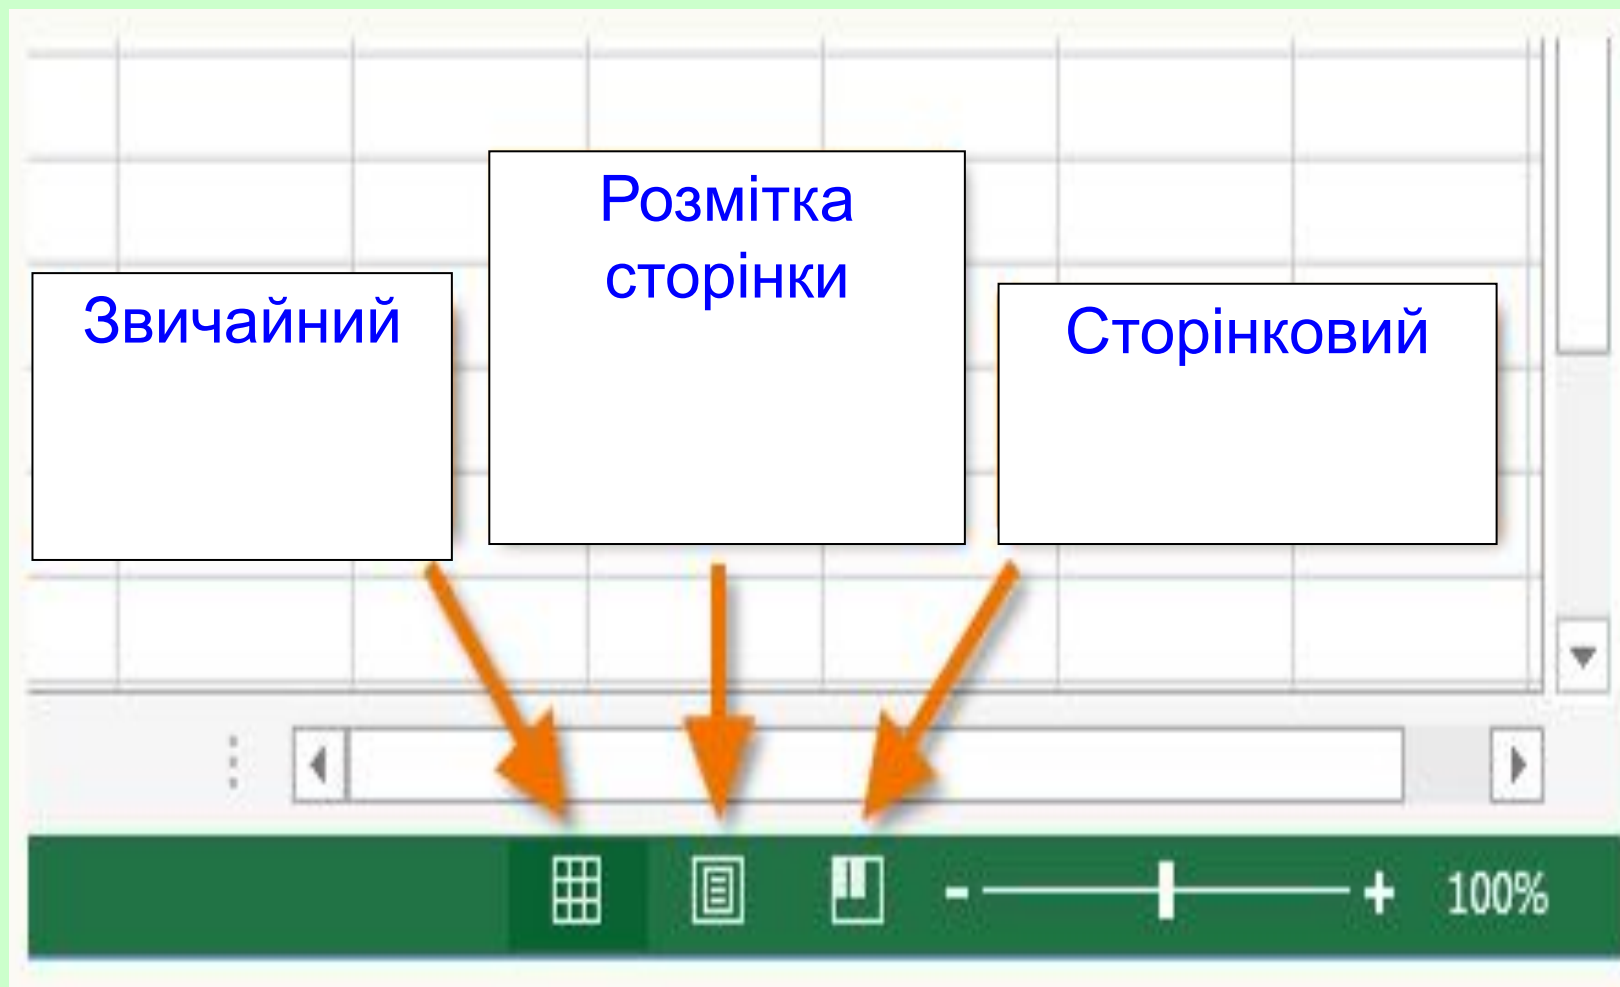 Розмітка
сторінки
Звичайний
Сторінковий
- + 100%